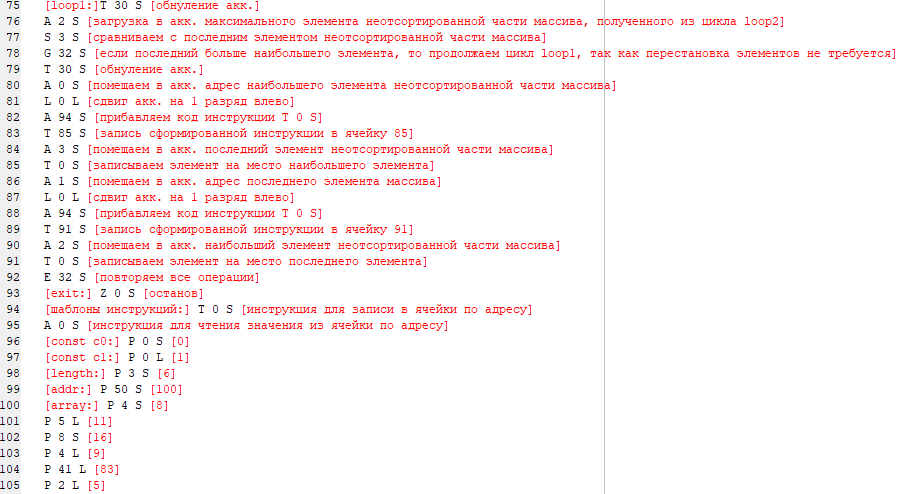 75 [loop1:]T 30 S [обнуление акк.]
76 A 2 S [загрузка в акк. максимального элемента неотсортированной части массива, полученного из цикла loop2]
77 S 3 S [сравниваем с последним элементом неотсортированной части массива]
78 G 32 S [если последний больше наибольшего элемента, то продолжаем цикл loop1, так как перестановка элементов не требуется]
79 T 30 S [обнуление акк.]
80 A 0 S [помещаем в акк. адрес наибольшего элемента неотсортированной части массива]
81 L 0 L [сдвиг акк. на 1 разряд влево]
82 A 94 S [прибавляем код инструкции T 0 S]
83 T 85 S [запись сформированной инструкции в ячейку 85]
84 A 3 S [помещаем в акк. последний элемент неотсортированной части массива]
85 T 0 S [записываем элемент на место наибольшего элемента]
86 A 1 S [помещаем в акк. адрес последнего элемента массива]
87 L 0 L [сдвиг акк. на 1 разряд влево]
88 A 94 S [прибавляем код инструкции T 0 S]
89 T 91 S [запись сформированной инструкции в ячейку 91]
90 A 2 S [помещаем в акк. наибольший элемент неотсортированной части массива]
91 T 0 S [записываем элемент на место последнего элемента]
92 E 32 S [повторяем все операции]
93 [exit:] Z 0 S [останов]
94 [шаблоны инструкций:] T 0 S [инструкция для записи в ячейки по адресу]
95 A 0 S [инструкция для чтения значения из ячейки по адресу]
96 [const c0:] P 0 S [0]
97 [const c1:] P 0 L [1]
98 [length:] P 3 S [6]
99 [addr:] P 50 S [100]
100 [array:] P 4 S [8]
101 P 5 L [11]
102 P 8 S [16]
103 P 4 L [9]
104 P 41 L [83]
105 P 2 L [5]